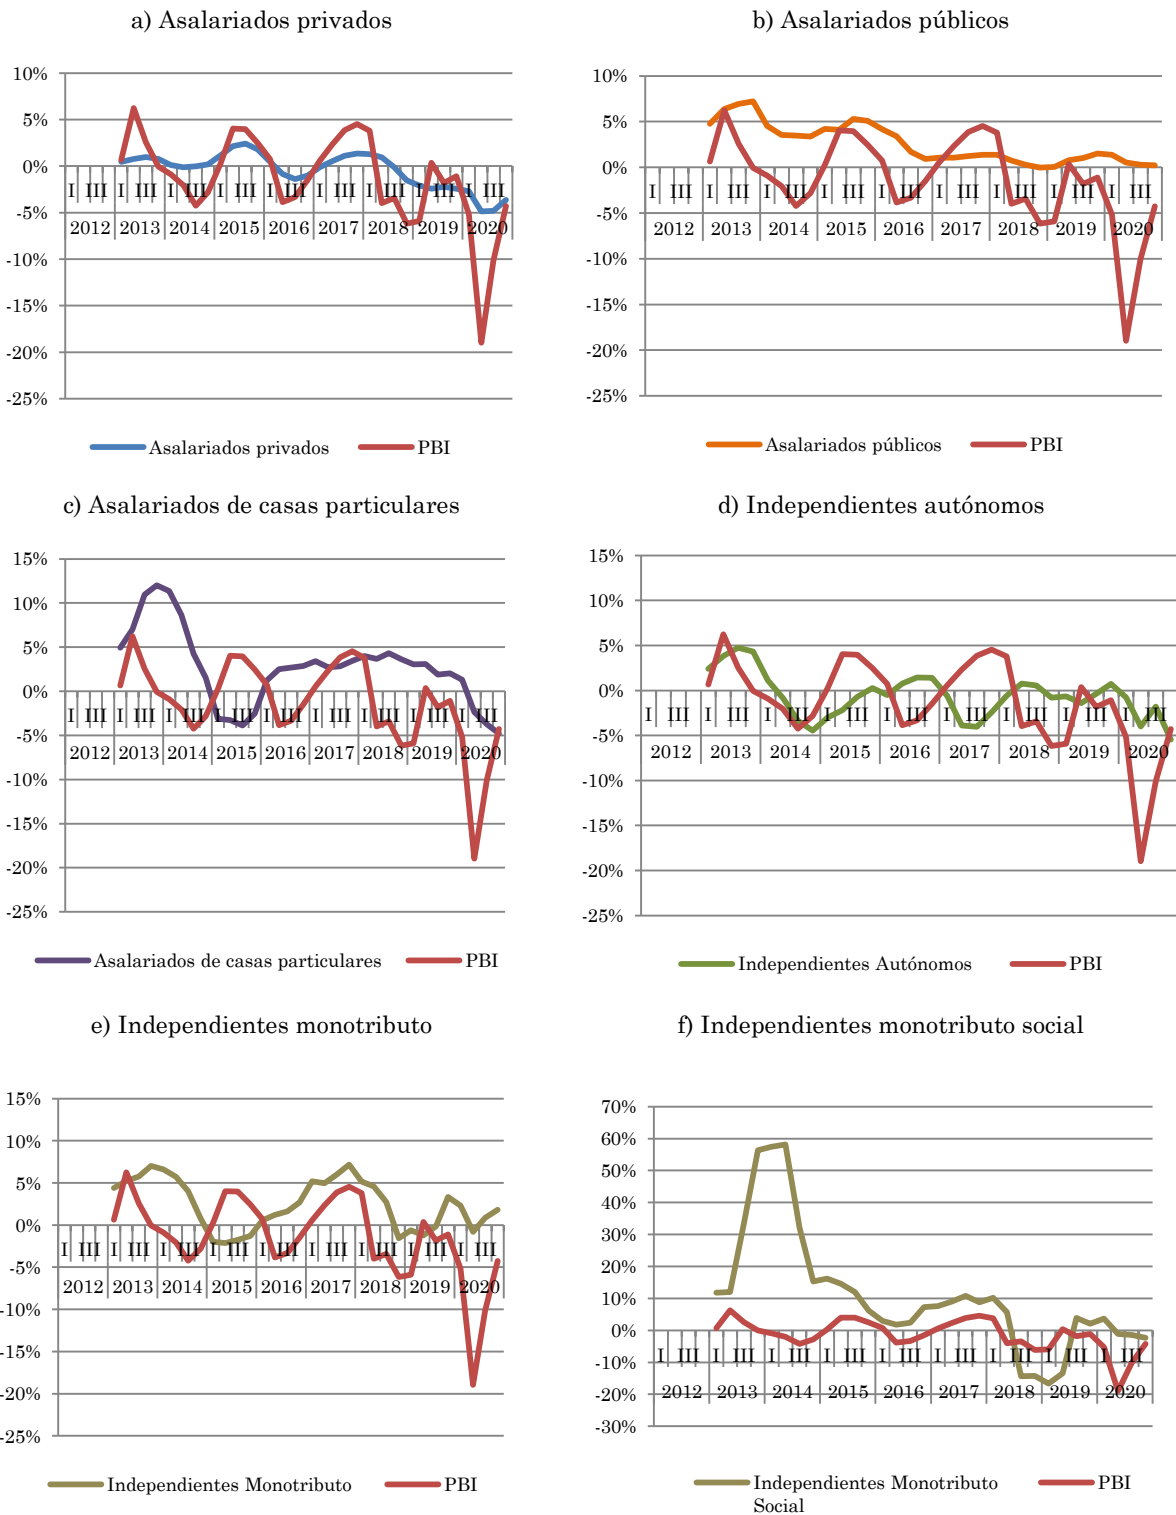 a) Asalariados privados
10%
5%
0%
-5%
-10%
-15%
-20%
-25%
I III I III I III I III I III I III I III I III I III
2012 2013 2014 2015 2016 2017 2018 2019 2020
Asalariados privados PBI
b) Asalariados públicos
10%
5%
0%
-5%
-10%
-15%
-20%
-25%
I III I III I III I III I III I III I III I III I III
2012 2013 2014 2015 2016 2017 2018 2019 2020
Asalariados públicos PBI
c) Asalariados de casas particulares
15%
10%
5%
0%
-5%
-10%
-15%
-20%
-25%
I III I III I III I III I III I III I III I III I III
2012 2013 2014 2015 2016 2017 2018 2019 2020
Asalariados de casas particulares PBI
d) Independientes autónomos
15%
10%
5%
0%
-5%
-10%
-15%
-20%
-25%
I III I III I III I III I III I III I III I III I III
2012 2013 2014 2015 2016 2017 2018 2019 2020
Independientes Autónomos PBI
e) Independientes monotributo
15%
10%
5%
0%
-5%
-10%
-15%
-20%
-25%
I III I III I III I III I III I III I III I III I III
2012 2013 2014 2015 2016 2017 2018 2019 2020
Independientes Monotributo PBI
f) Independientes monotributo social
70%
60%
50%
40%
30%
20%
10%
0%
-10%
-20%
-30%
I III I III I III I III I III I III I III I III I III
2012 2013 2014 2015 2016 2017 2018 2019 2020
Independientes Monotributo PBI
Social